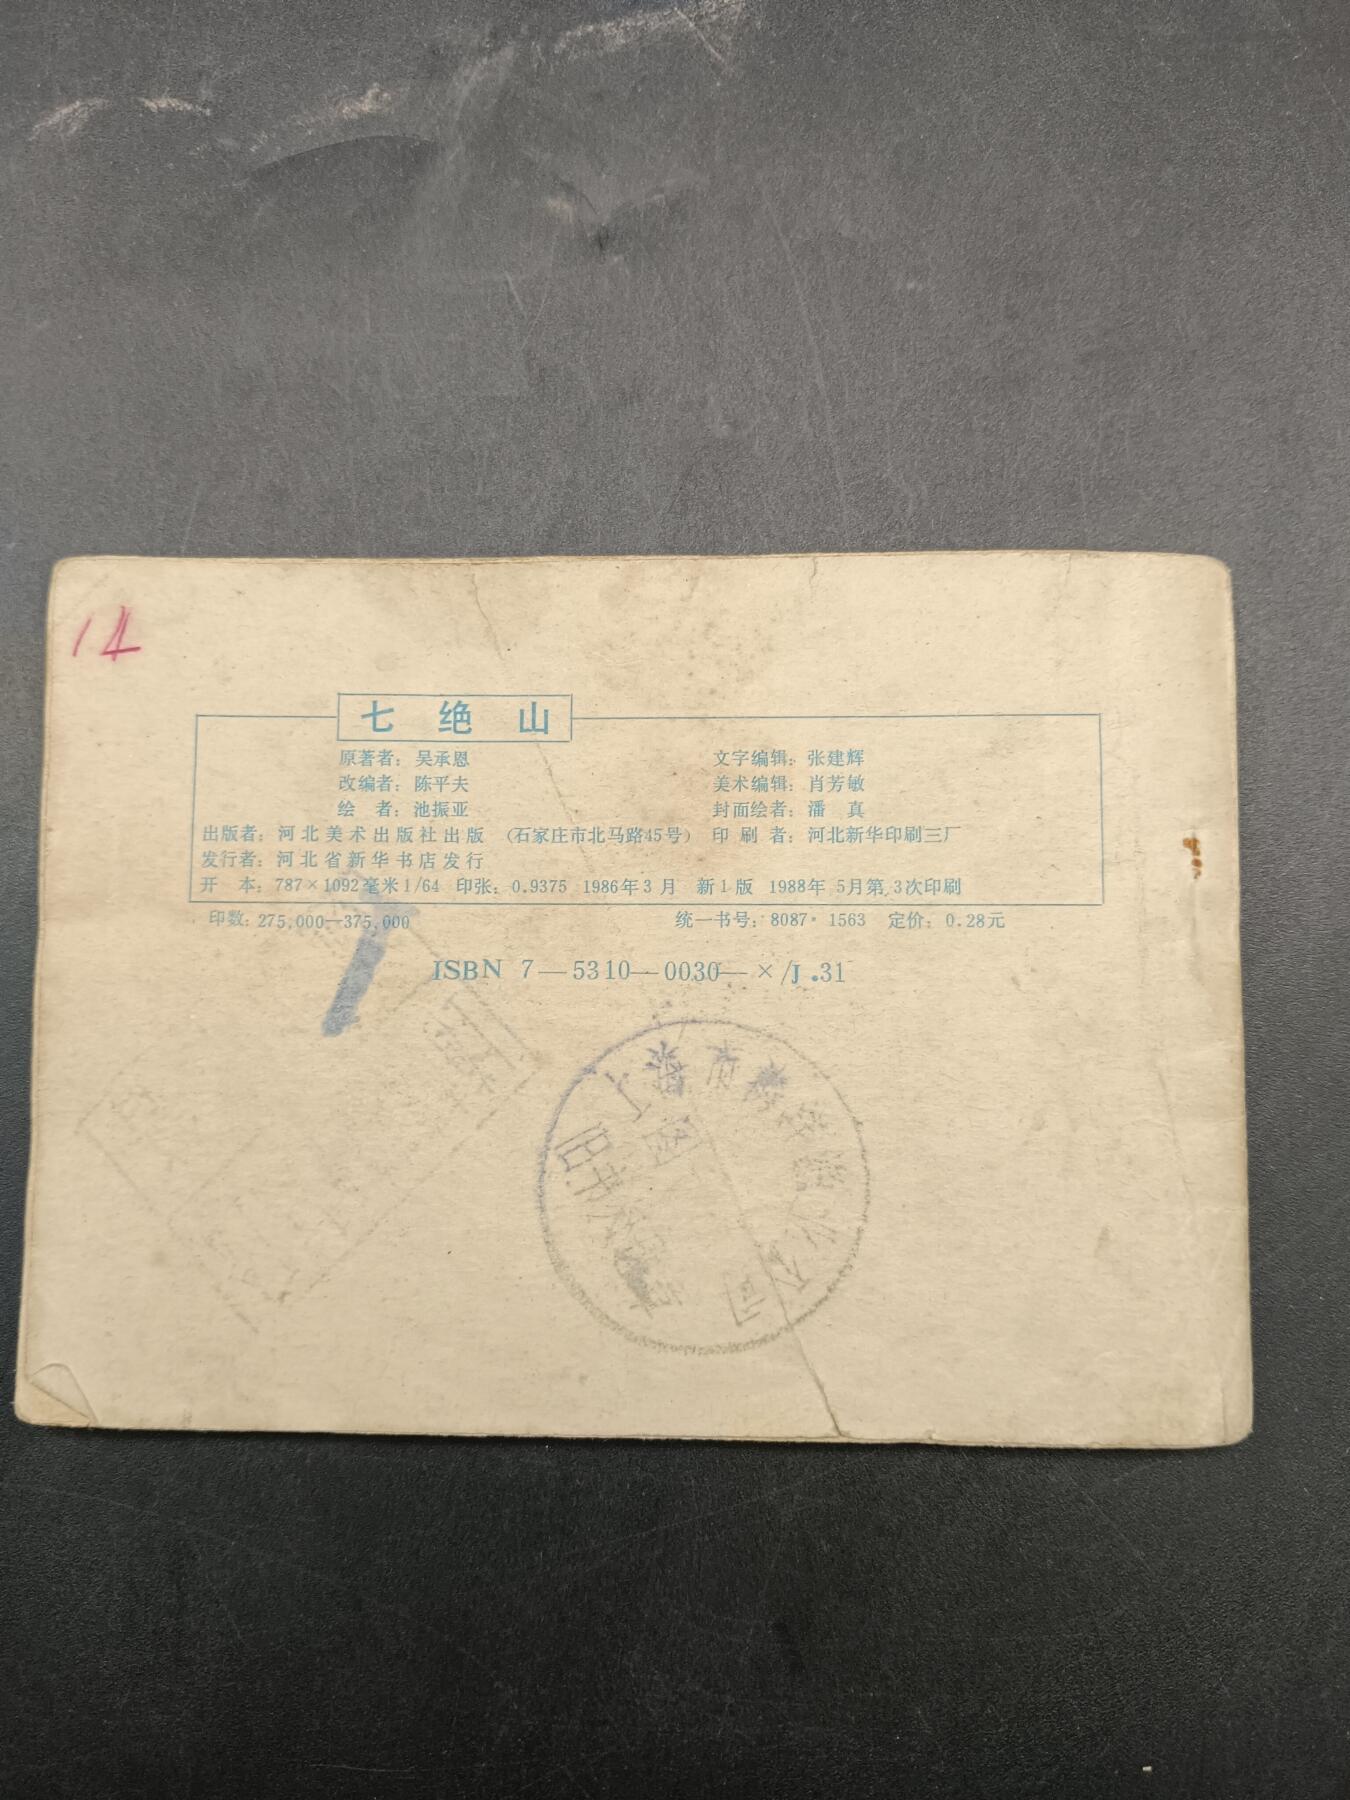 14
七绝山
原著者：吴承恩 文字编辑：张建辉
改编者：陈平夫 美术编辑：肖芳敏
绘 者：池振亚 封面绘者：潘 真
出版者：河北美术出版社出版 （石家庄市北马路45号） 印刷者：河北新华印刷三厂
发行者：河北省新华书店发行
开 本：787×1092毫米1/64 印张：0.9375 1986年3月 新1版 1988年 5月第3次印刷
印数：275,000—375,000 统一书号：8087·1563 定价：0.28元
ISBN 7—5310—0030—×/J.31
上海市
公司
旧书